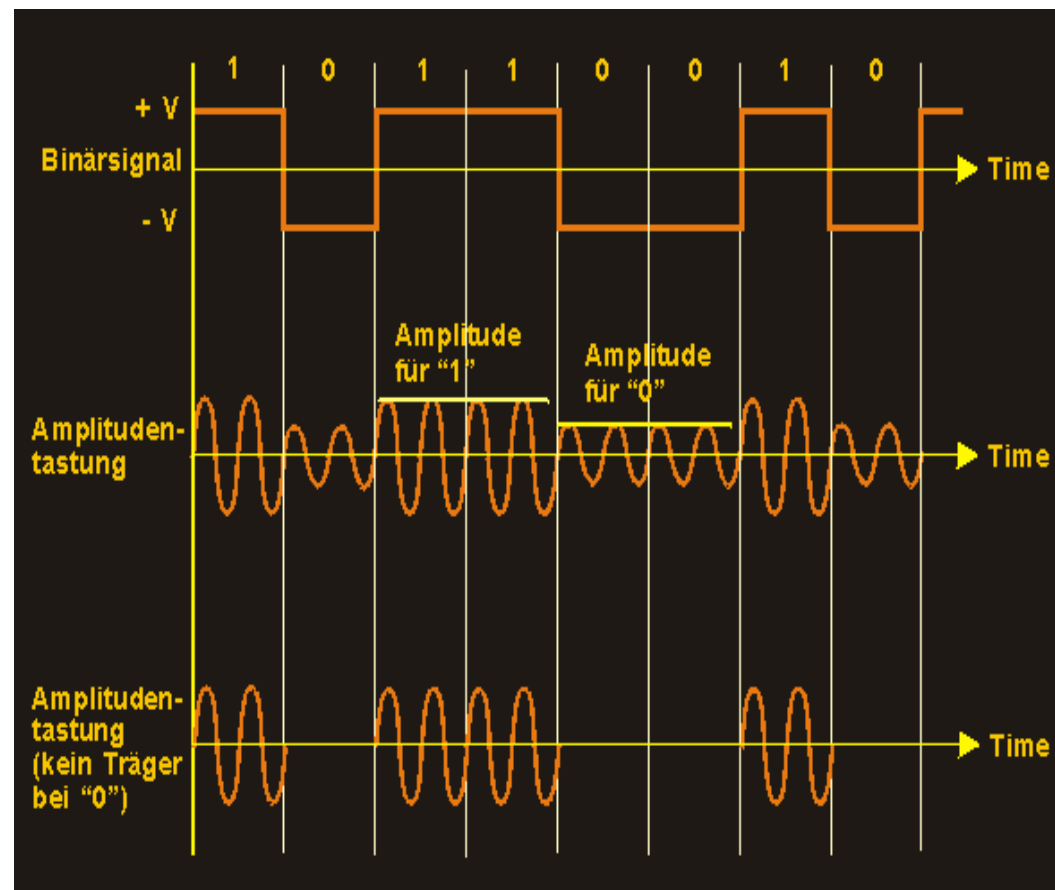 1 0 1 1 0 0 1 0
+ V
Binärsignal
Time
- V
Amplitude
für “1”
Amplitude
für “0”
Amplituden-
tastung
Time
Amplituden-
tastung
(kein Träger
bei “0”)
Time